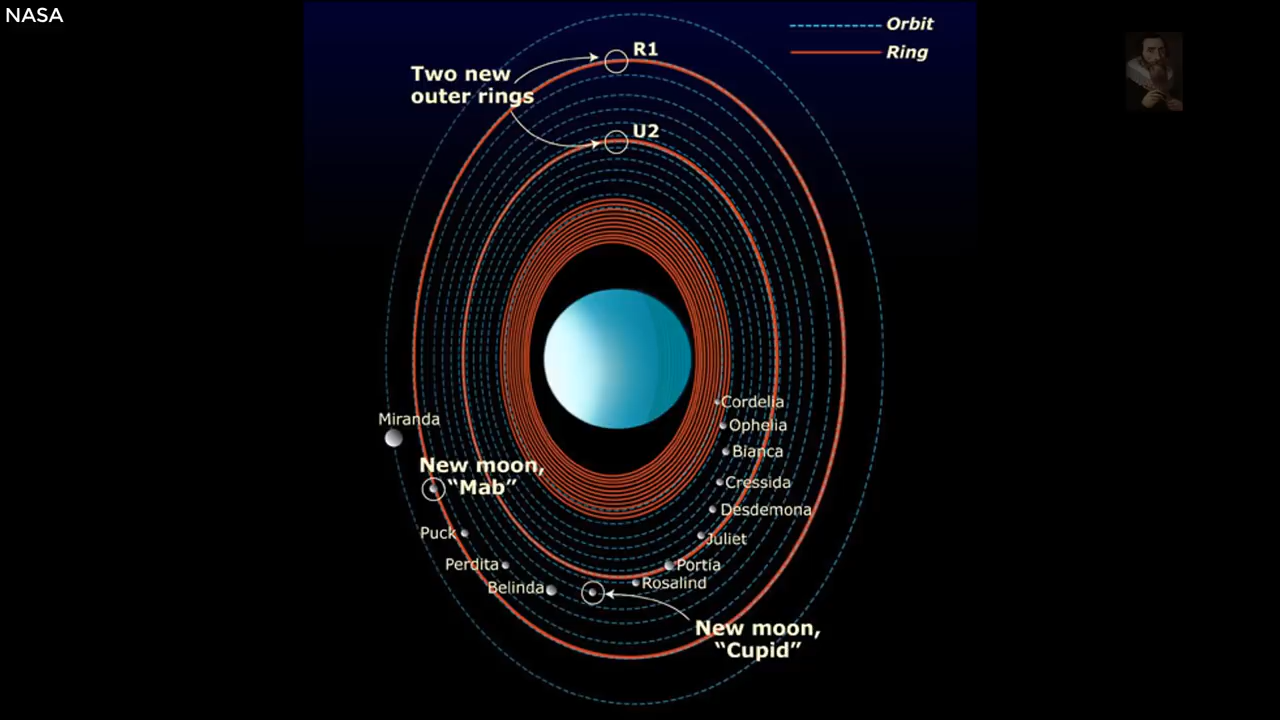 NASA
Orbit
Ring
R1
Two new
outer rings
U2
Cordelia
Ophelia
Bianca
Miranda
New moon,
“Mab”
Cressida
Desdemona
Puck
Juliet
Perdita
Portia
Belinda
Rosalind
New moon,
“Cupid”